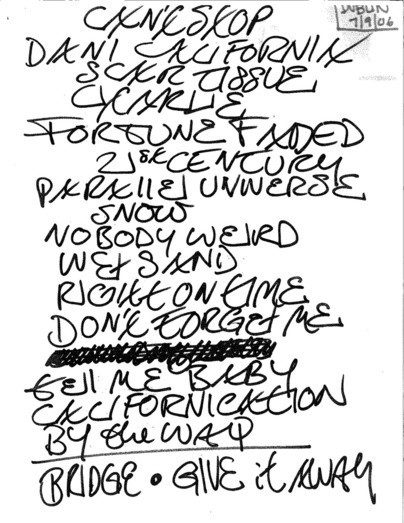 CAN'T STOP
WBLIN
7/9/06
DANI CALIFORNIA
SCAR TISSUE
CHARLIE
FORTUNE FADED
21st CENTURY
PARAllEl UNIVERSE
SNOW
NOBODY WEIRD
WEt SAND
RIGHT ON TIME
DON'T FORGEt ME
tEll ME BABY
CALIFORNICATION
BY the WAY
BRIDGE • GIVE it AWAY